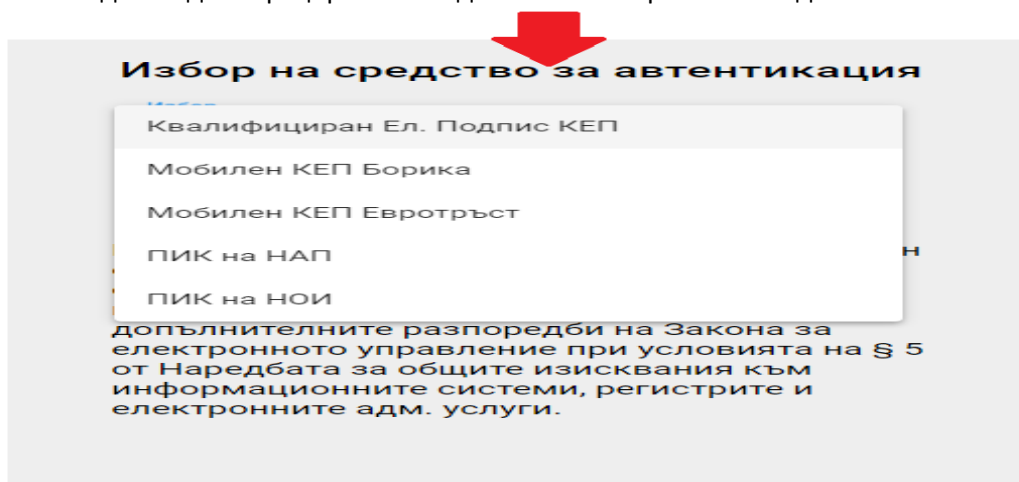 Избор на средство за автентикация
Квалифициран Ел. Подпис КЕП
Мобилен КЕП Борика
Мобилен КЕП Евротръст
ПИК на НАП
ПИК на НОИ
допълнителните разпоредби на Закона за
електронното управление при условията на § 5
от Наредбата за общите изисквания към
информационните системи, регистрите и
електронните адм. услуги.